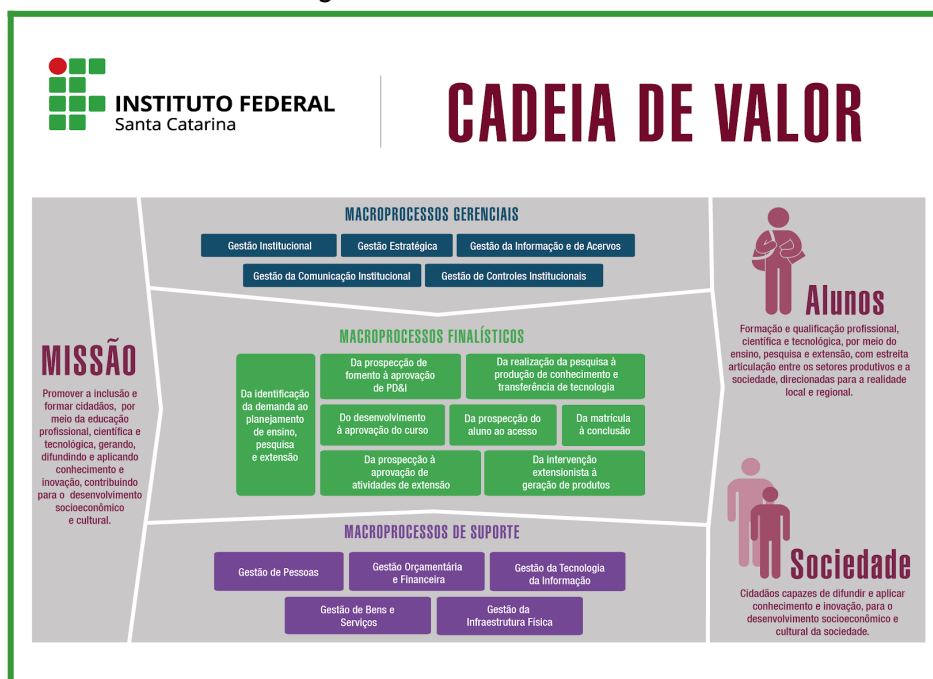 INSTITUTO FEDERAL
Santa Catarina
CADEIA DE VALOR
MISSÃO
Promover a inclusão e
formar cidadãos, por
meio da educação
profissional, científica e
tecnológica, gerando,
difundindo e aplicando
conhecimento e
inovação, contribuindo
para o desenvolvimento
socioeconômico
e cultural.
MACROPROCESSOS GERENCIAIS
Gestão Institucional
Gestão Estratégica
Gestão da Informação e de Acervos
Gestão da Comunicação Institucional
Gestão de Controles Institucionais
MACROPROCESSOS FINALÍSTICOS
Da identificação
da demanda ao
planejamento
de ensino,
pesquisa
e extensão
Da prospecção de
fomento à aprovação
de PD&I
Da realização da pesquisa à
produção de conhecimento e
transferência de tecnologia
Do desenvolvimento
à aprovação do curso
Da prospecção do
aluno ao acesso
Da matrícula
à conclusão
Da prospecção à
aprovação de
atividades de extensão
Da intervenção
extensionista à
geração de produtos
MACROPROCESSOS DE SUPORTE
Gestão de Pessoas
Gestão Orçamentária
e Financeira
Gestão da Tecnologia
da Informação
Gestão de Bens e
Serviços
Gestão da
Infraestrutura Física
Alunos
Formação e qualificação profissional,
científica e tecnológica, por meio do
ensino, pesquisa e extensão, com estreita
articulação entre os setores produtivos e a
sociedade, direcionadas para a realidade
local e regional.
Sociedade
Cidadãos capazes de difundir e aplicar
conhecimento e inovação, para o
desenvolvimento socioeconômico e
cultural da sociedade.